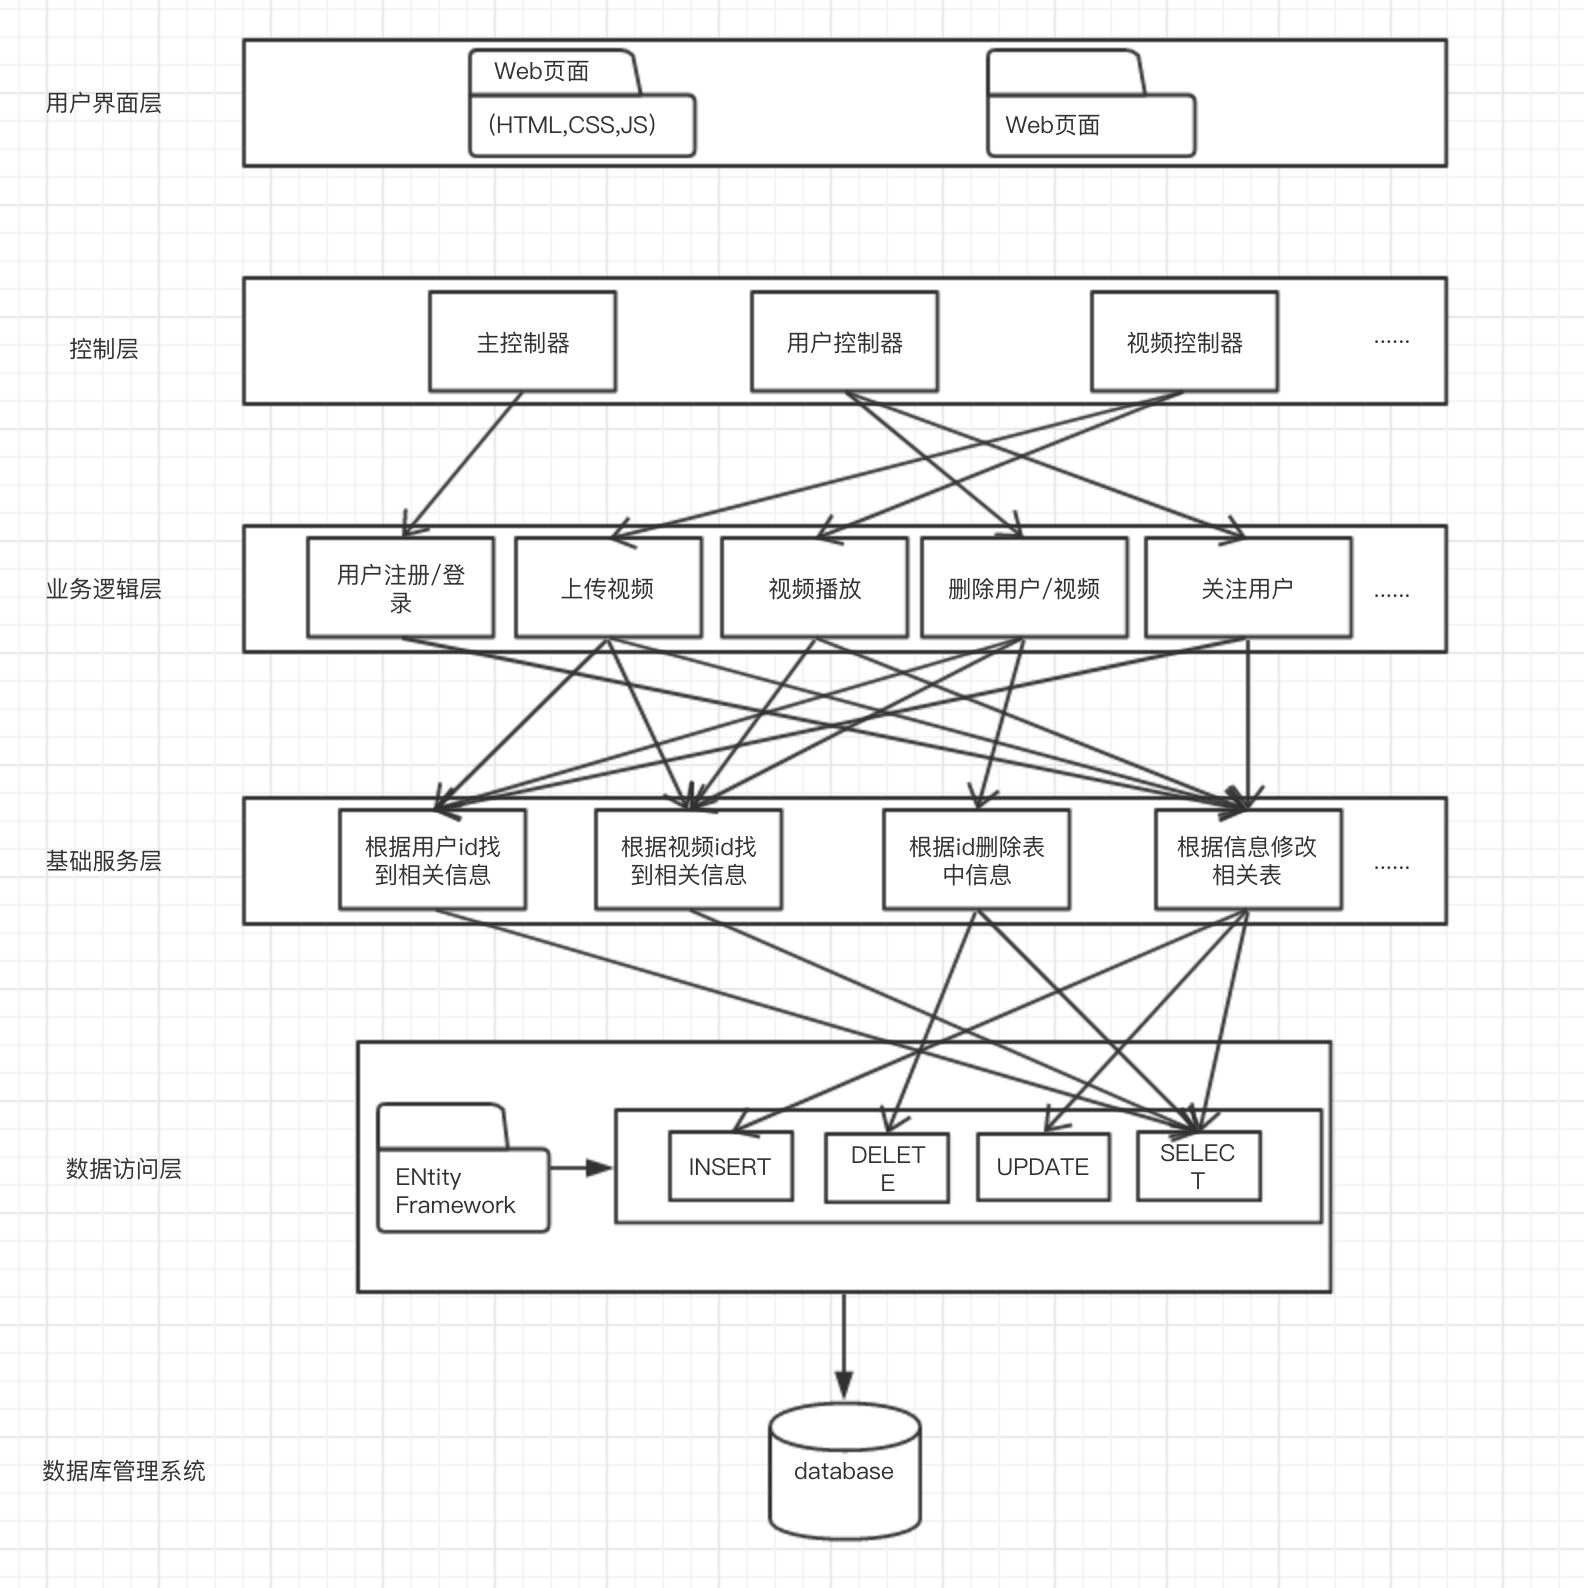 用户界面层
Web页面
(HTML,CSS,JS)
Web页面
控制层
主控制器
用户控制器
视频控制器
······
业务逻辑层
用户注册/登
录
上传视频
视频播放
删除用户/视频
关注用户
······
基础服务层
根据用户id找
到相关信息
根据视频id找
到相关信息
根据id删除表
中信息
根据信息修改
相关表
······
数据访问层
ENtity
Framework
INSERT
DELET
E
UPDATE
SELEC
T
数据库管理系统
database